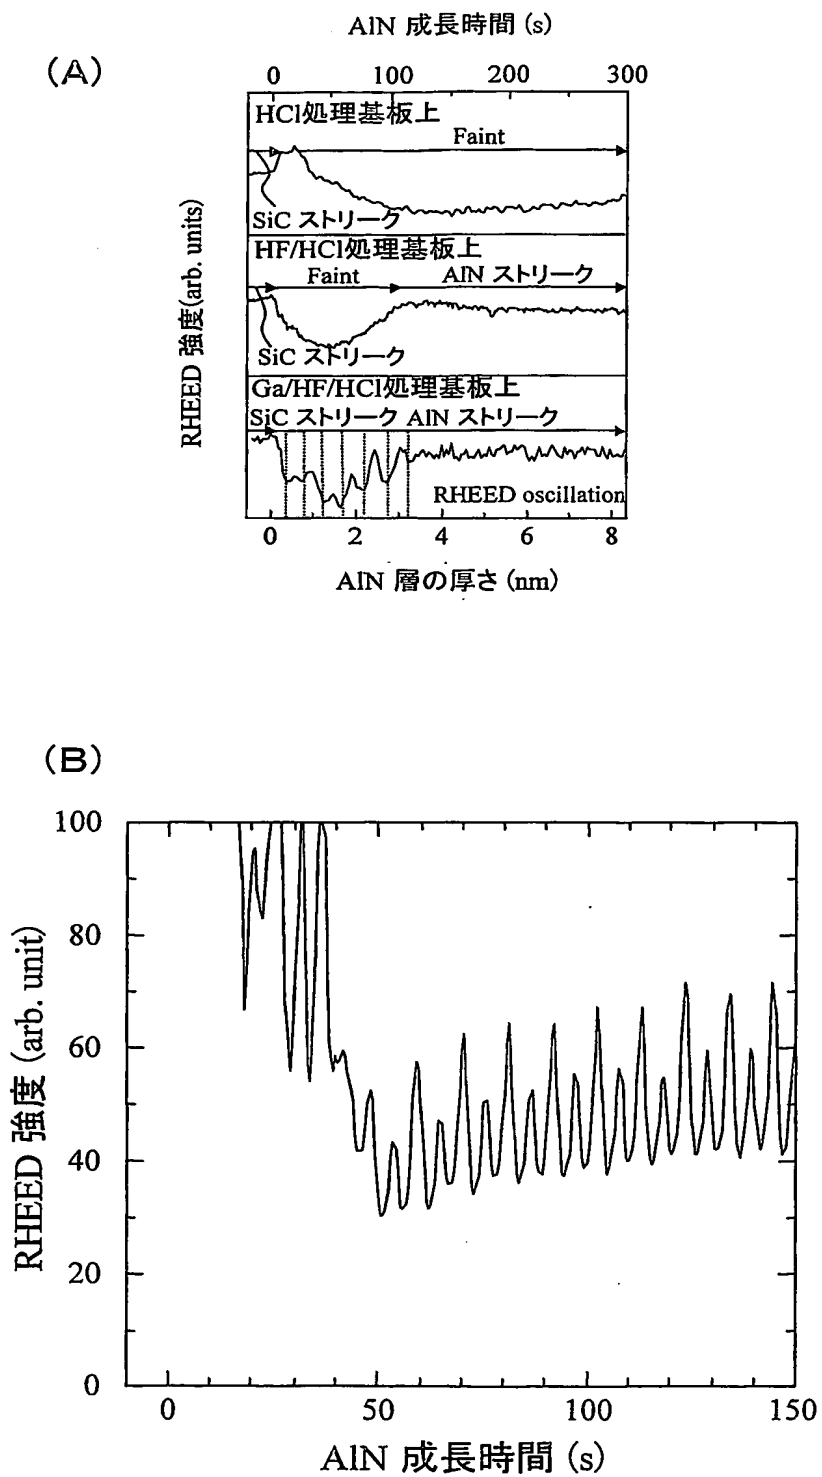 AlN 成長時間 (s)
(A)
0 100 200 300
HCl処理基板上
Faint
SiC ストリーク
HF/HCl処理基板上
Faint AlN ストリーク
SiC ストリーク
Ga/HF/HCl処理基板上
SiC ストリーク AlN ストリーク
RHEED oscillation
RHEED 強度(arb. units)
0 2 4 6 8
AlN 層の厚さ (nm)
(B)
100
80
60
40
20
0
RHEED 強度 (arb. unit)
0 50 100 150
AlN 成長時間 (s)